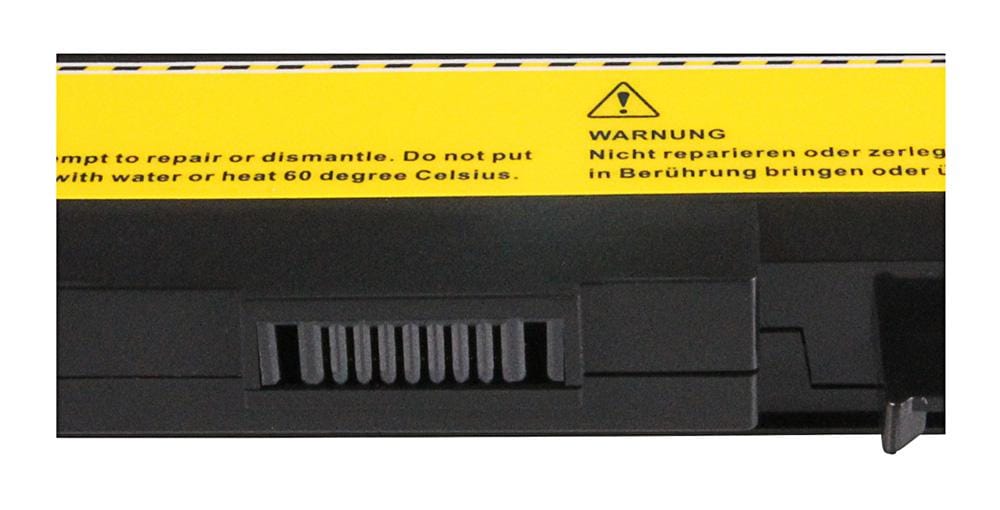 empt to repair or dismantle. Do not put
with water or heat 60 degree Celsius.
WARNUNG
Nicht reparieren oder zerleg
in Berührung bringen oder ü